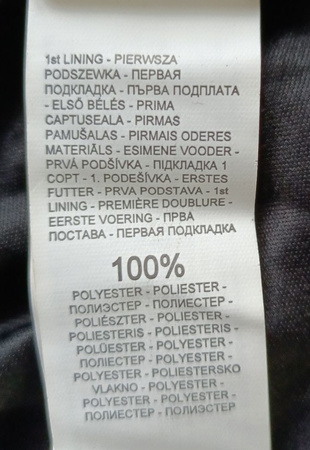 1st LINING - PIERWSZA
PODSZEWKA - ПЕРВАЯ
ПОДКЛАДКА - ПЪРВА ПОДПЛАТА
- ELSŐ BÉLÉS - PRIMA
CAPTUSEALA - PIRMAS
PAMUŠALAS - PIRMAIS ODERES
MATERIĀLS - ESIMENE VOODER -
PRVÁ PODŠÍVKA - ПІДКЛАДКА 1
СОРТ - 1. PODEŠÍVKA - ERSTES
FUTTER - PRVA PODSTAVA - 1st
LINING - PREMIÈRE DOUBLURE -
EERSTE VOERING - ПРВА
ПОСТАВА - ПЕРВАЯ ПОДКЛАДКА
100%
POLYESTER - POLIESTER -
ПОЛИЭСТЕР - ПОЛИЕСТЕР -
POLIÉSZTER - POLIESTER -
POLIESTERIS - POLIESTERIS -
POLÜESTER - POLYESTER -
ПОЛІЕСТЕР - POLYESTER -
POLYESTER - POLIESTERSKO
VLAKNO - POLYESTER -
POLYESTER - POLYESTER -
ПОЛИЕСТЕР - ПОЛИЭСТЕР